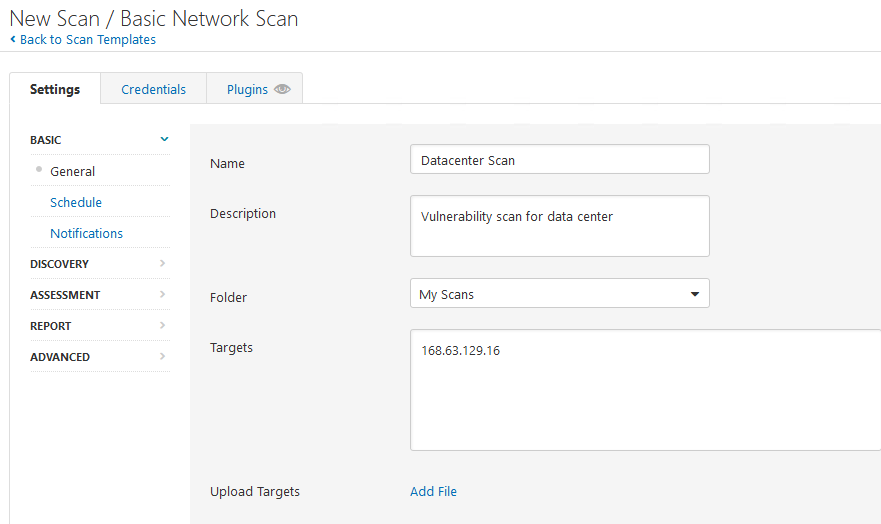 New Scan / Basic Network Scan
Back to Scan Templates
Settings
Credentials
Plugins
BASIC
General
Schedule
Notifications
DISCOVERY
ASSESSMENT
REPORT
ADVANCED
Name
Datacenter Scan
Description
Vulnerability scan for data center
Folder
My Scans
Targets
168.63.129.16
Upload Targets
Add File